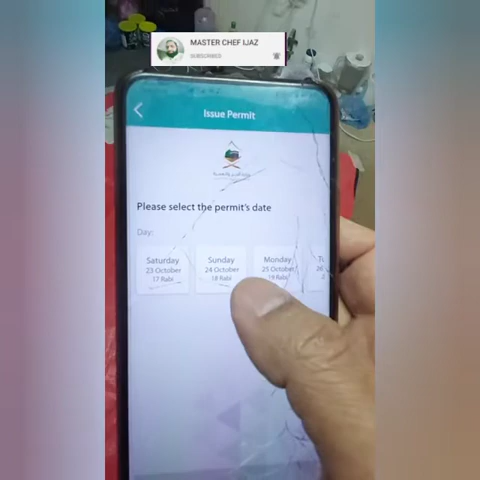 MASTER CHEF IJAZ
SUBSCRIBED
Issue Permit
Please select the permit's date
Day:
Saturday
23 October
17 Rabi
Sunday
24 October
18 Rabi
Monday
25 October
19 Rabi